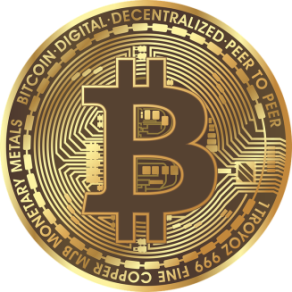 BITCOIN·DIGITAL·DECENTRALIZED·PEER TO PEER
₿
1TROYOZ 999 FINE COPPER MJB MONETARY METALS